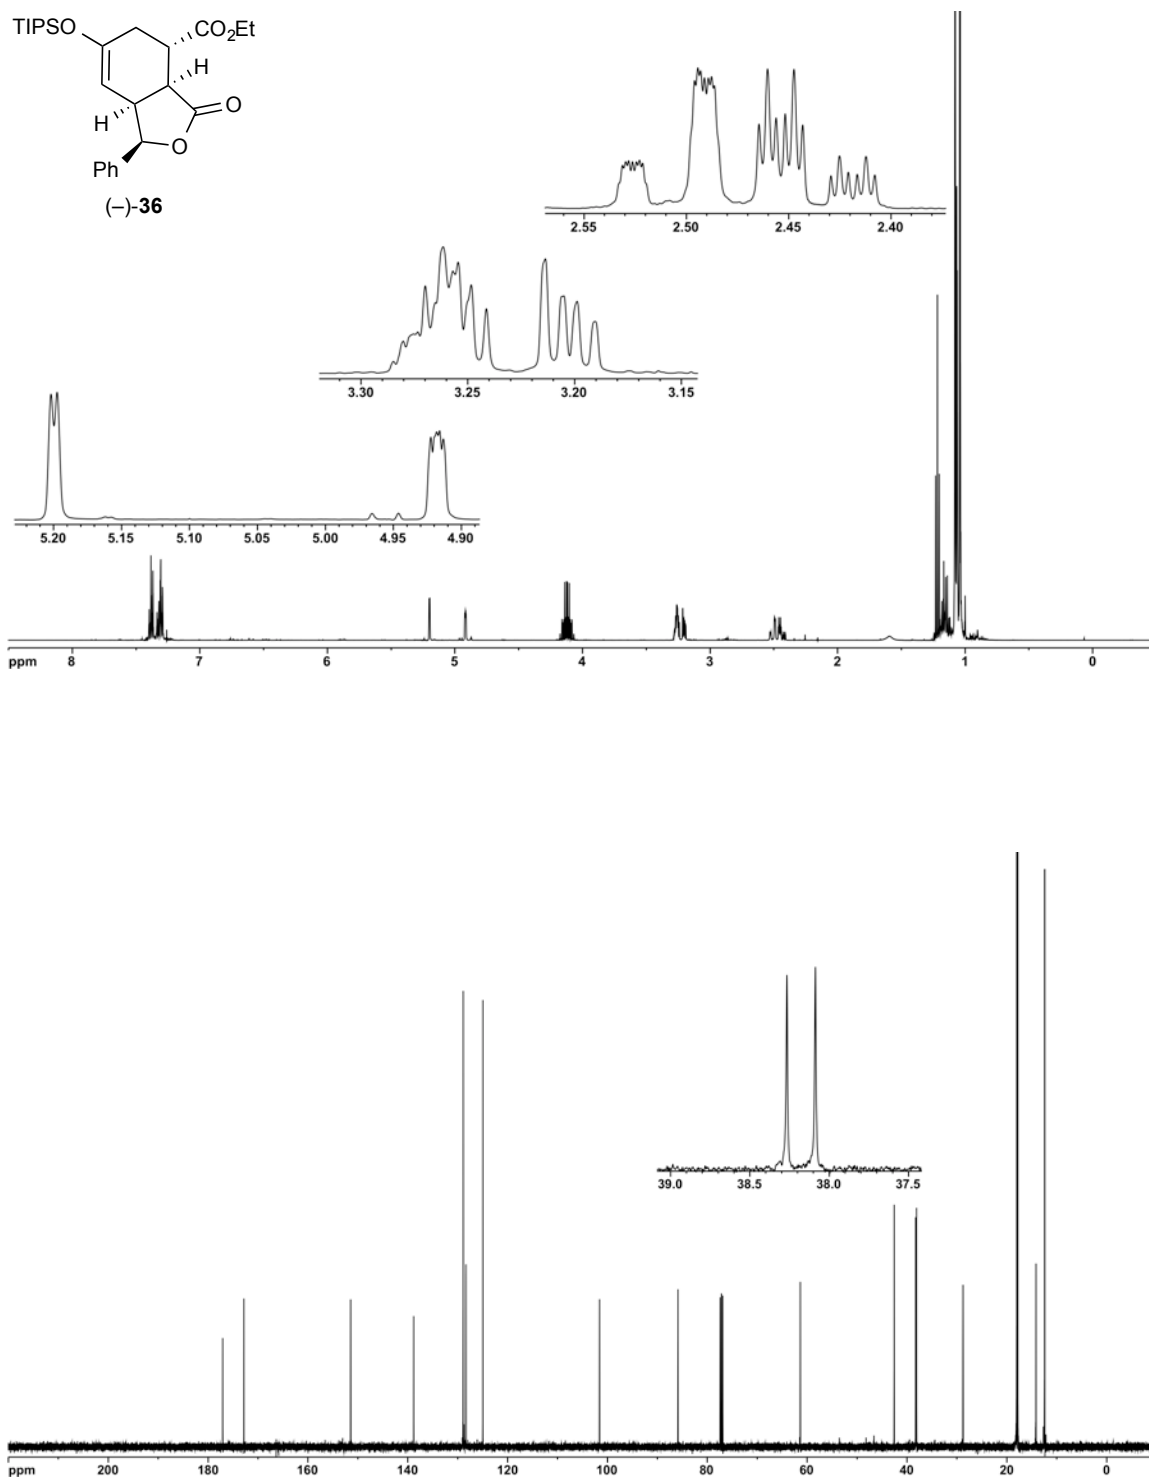 TIPSO
CO2Et
H
O
H
O
Ph
(–)-36
2.55 2.50 2.45 2.40
3.30 3.25 3.20 3.15
5.20 5.15 5.10 5.05 5.00 4.95 4.90
ppm 8 7 6 5 4 3 2 1 0
39.0 38.5 38.0 37.5
ppm 200 180 160 140 120 100 80 60 40 20 0